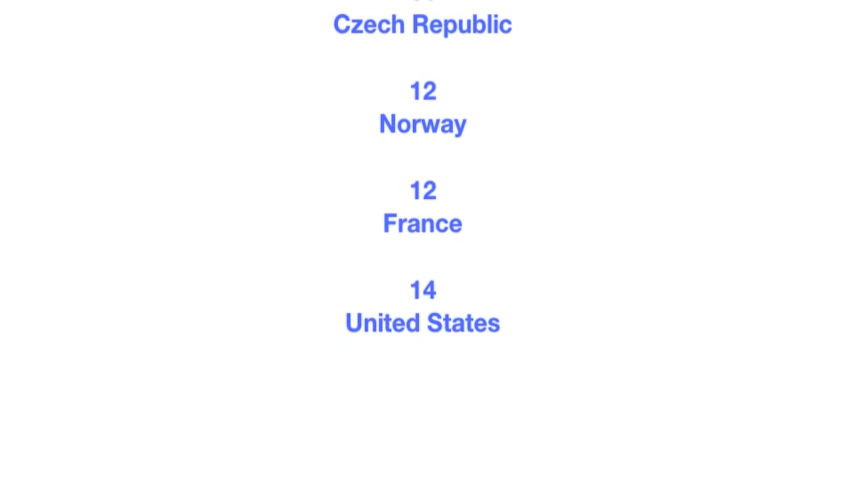 Czech Republic
12
Norway
12
France
14
United States